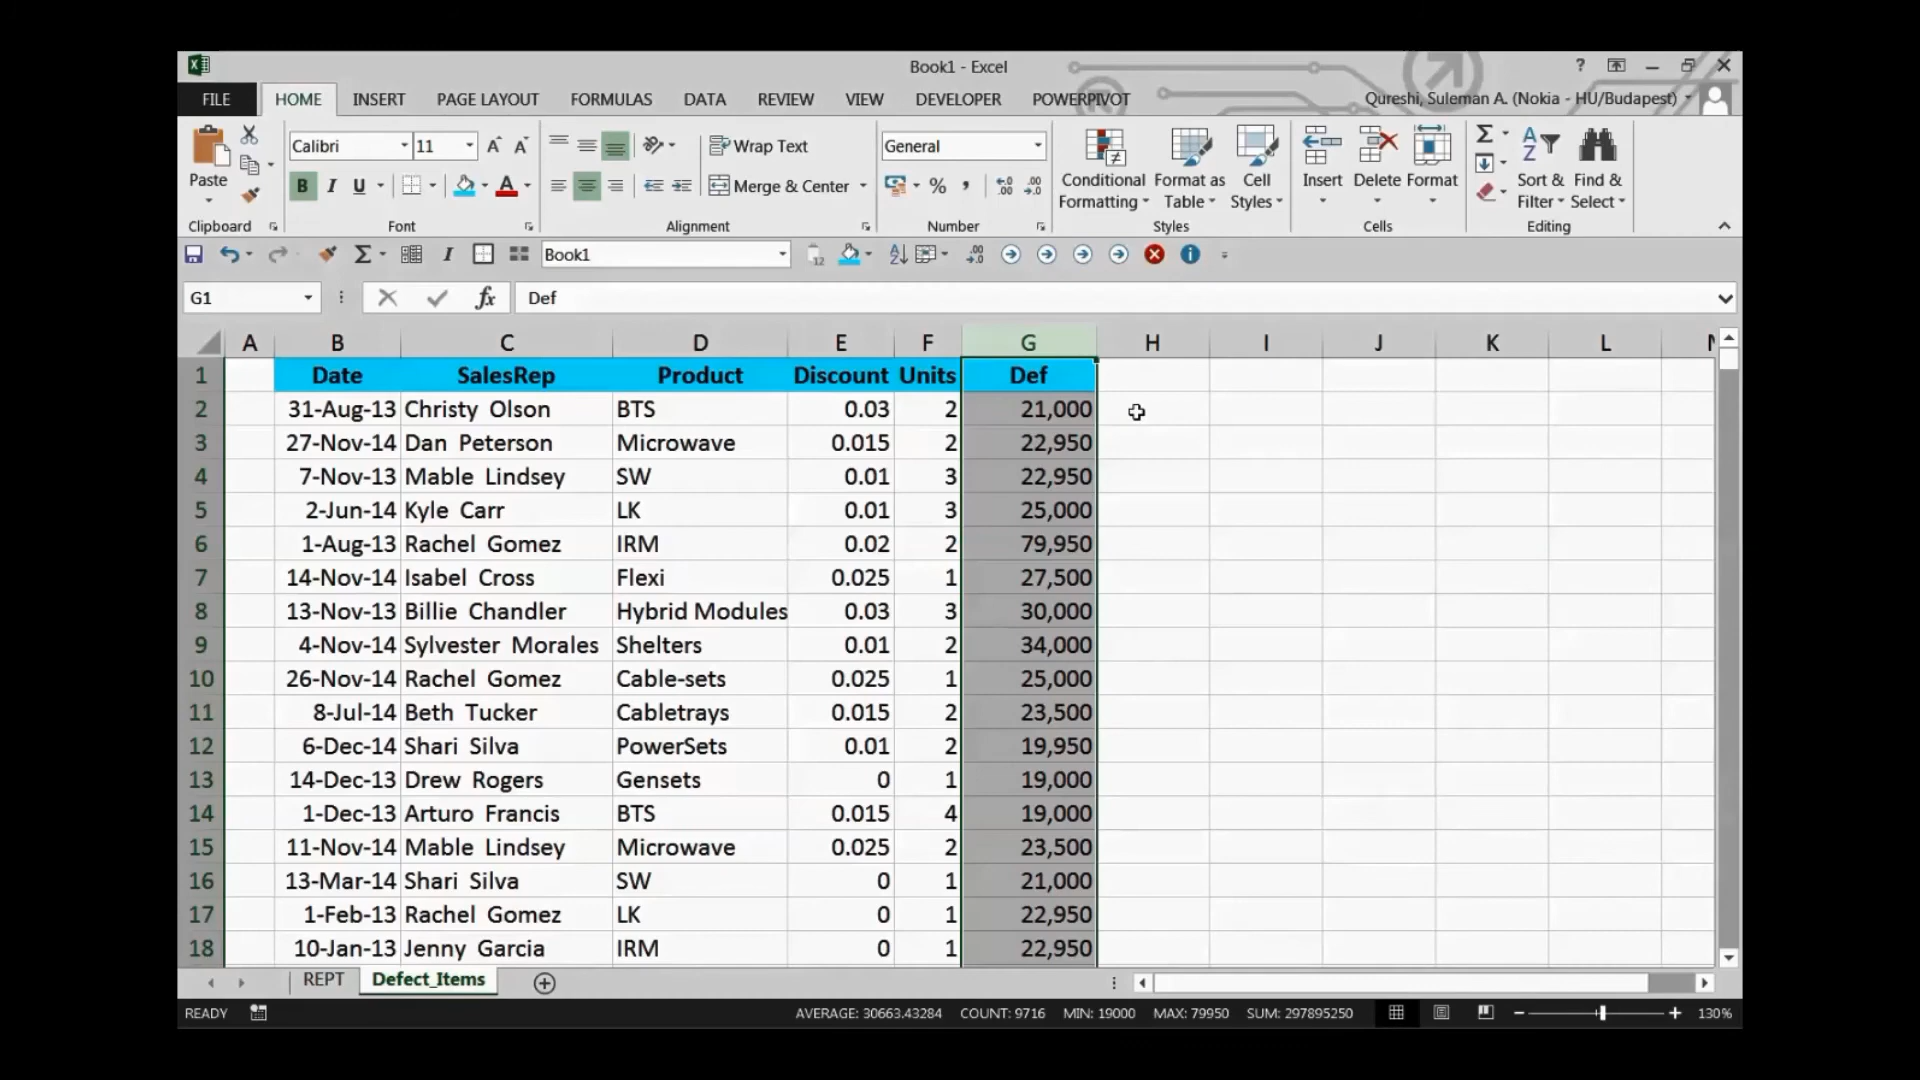 Book1 - Excel
?
FILE HOME INSERT PAGE LAYOUT FORMULAS DATA REVIEW VIEW DEVELOPER POWERPIVOT Qureshi, Suleman A. (Nokia - HU/Budapest)
Calibri 11 Wrap Text General
Paste Conditional Formatting Format as Table Cell Styles Insert Delete Format Sort & Filter Find & Select
B I U Merge & Center % ,
Clipboard Font Alignment Number Styles Cells Editing
Book1
G1 fx Def
A B C D E F G H I J K L
1 Date SalesRep Product Discount Units Def
2 31-Aug-13 Christy Olson BTS 0.03 2 21,000
3 27-Nov-14 Dan Peterson Microwave 0.015 2 22,950
4 7-Nov-13 Mable Lindsey SW 0.01 3 22,950
5 2-Jun-14 Kyle Carr LK 0.01 3 25,000
6 1-Aug-13 Rachel Gomez IRM 0.02 2 79,950
7 14-Nov-14 Isabel Cross Flexi 0.025 1 27,500
8 13-Nov-13 Billie Chandler Hybrid Modules 0.03 3 30,000
9 4-Nov-14 Sylvester Morales Shelters 0.01 2 34,000
10 26-Nov-14 Rachel Gomez Cable-sets 0.025 1 25,000
11 8-Jul-14 Beth Tucker Cabletrays 0.015 2 23,500
12 6-Dec-14 Shari Silva PowerSets 0.01 2 19,950
13 14-Dec-13 Drew Rogers Gensets 0 1 19,000
14 1-Dec-13 Arturo Francis BTS 0.015 4 19,000
15 11-Nov-14 Mable Lindsey Microwave 0.025 2 23,500
16 13-Mar-14 Shari Silva SW 0 1 21,000
17 1-Feb-13 Rachel Gomez LK 0 1 22,950
18 10-Jan-13 Jenny Garcia IRM 0 1 22,950
REPT Defect_Items
READY AVERAGE: 30663.43284 COUNT: 9716 MIN: 19000 MAX: 79950 SUM: 297895250 130%